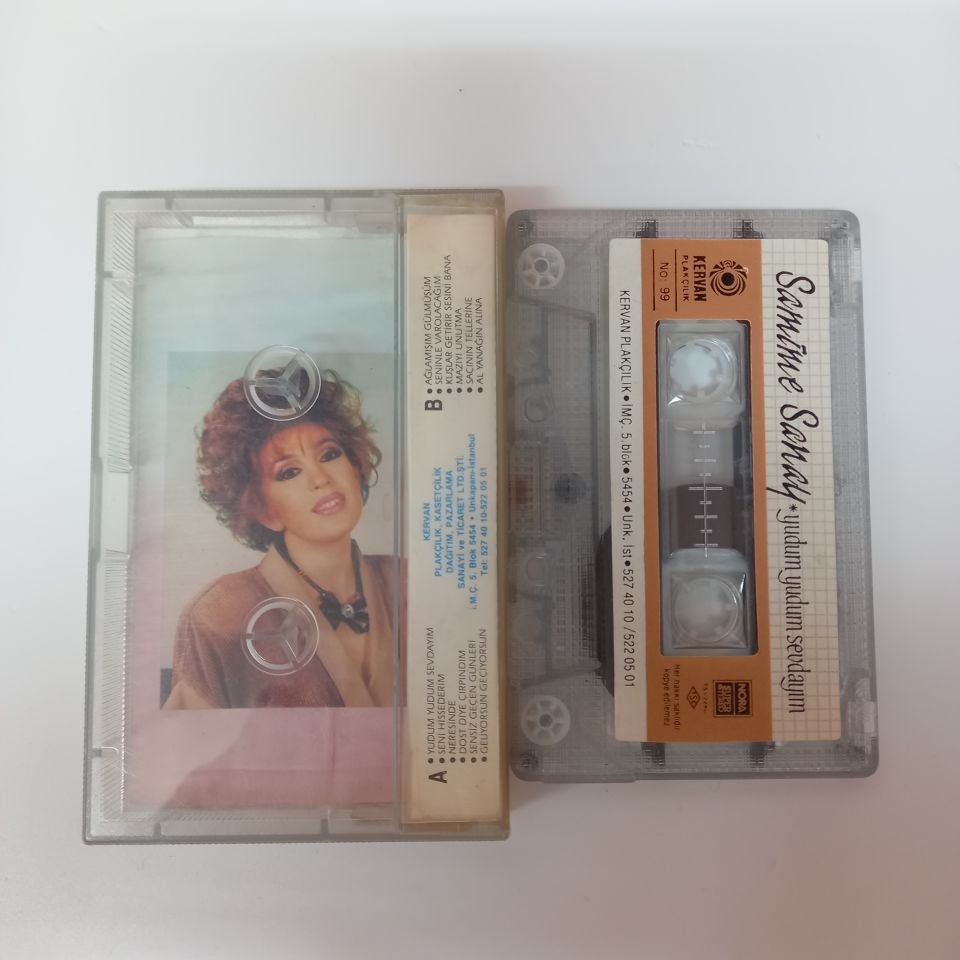 A
• YUDUM YUDUM SEVDAYIM
• SENİ HİSSEDERİM
• NERESİNDE
• DOST DİYE ÇIRPINDIM
• SENSİZ GEÇEN GÜNLERİ
• GELİYORSUN GEÇİYORSUN
KERVAN
PLAKÇILIK, KASETÇİLİK
DAĞITIM, PAZARLAMA
SANAYİ ve TİCARET LTD.ŞTİ.
İ.M.Ç. 5. Blok 5454 • Unkapanı-İstanbul
Tel: 527 40 10-522 05 01
B
• AĞLAMIŞIM GÜLMÜŞÜM
• SENİNLE VAROLACAĞIM
• KUŞLAR GETİRİR SESİNİ BANA
• MAZİYİ UNUTMA
• SAÇININ TELLERİNE
• AL YANAĞIN ALINA
Samime Sanay * yudum yudum sevdayım
KERVAN
PLAKÇILIK
No: 99
NORA
Her hakkı saklıdır
kopye edilemez
KERVAN PLAKÇILIK • İMÇ. 5. blok • 5454 • Unk. İst • 527 40 10 / 522 05 01